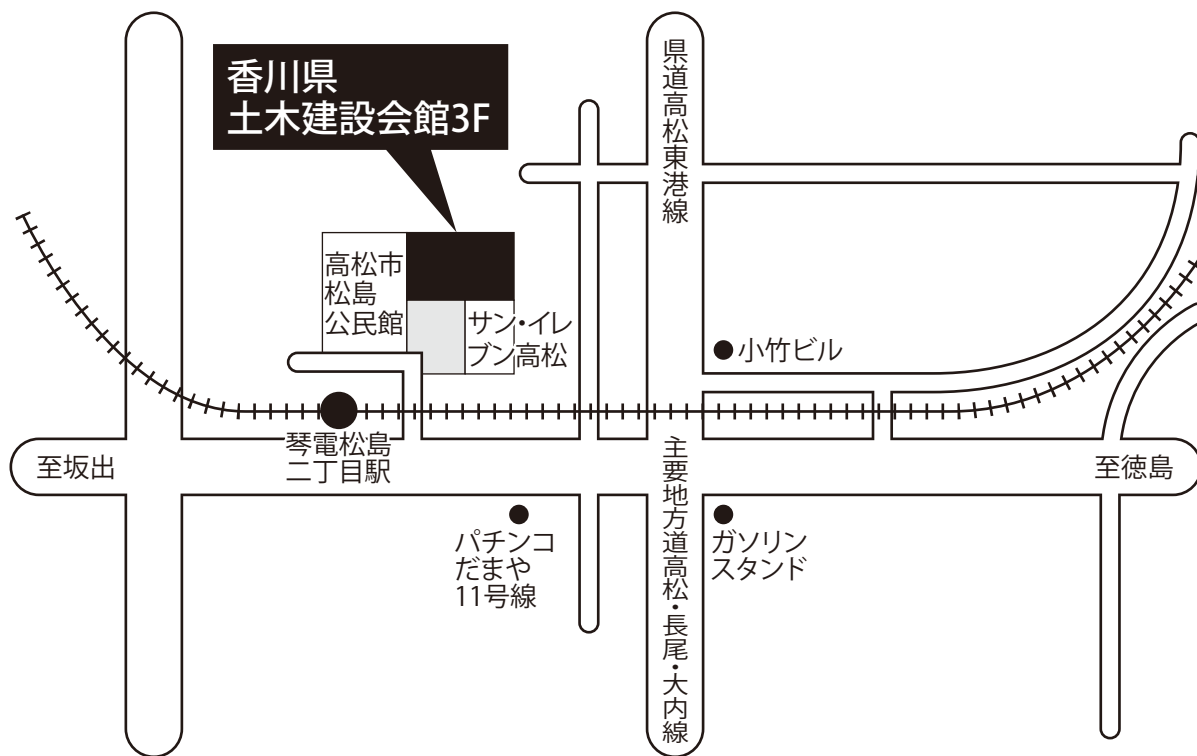 香川県
土木建設会館3F
県道高松東港線
高松市
松島
公民館
サン・イレ
ブン高松
小竹ビル
琴電松島
二丁目駅
至坂出
至徳島
主要地方道高松・長尾・大内線
パチンコ
だまや
11号線
ガソリン
スタンド